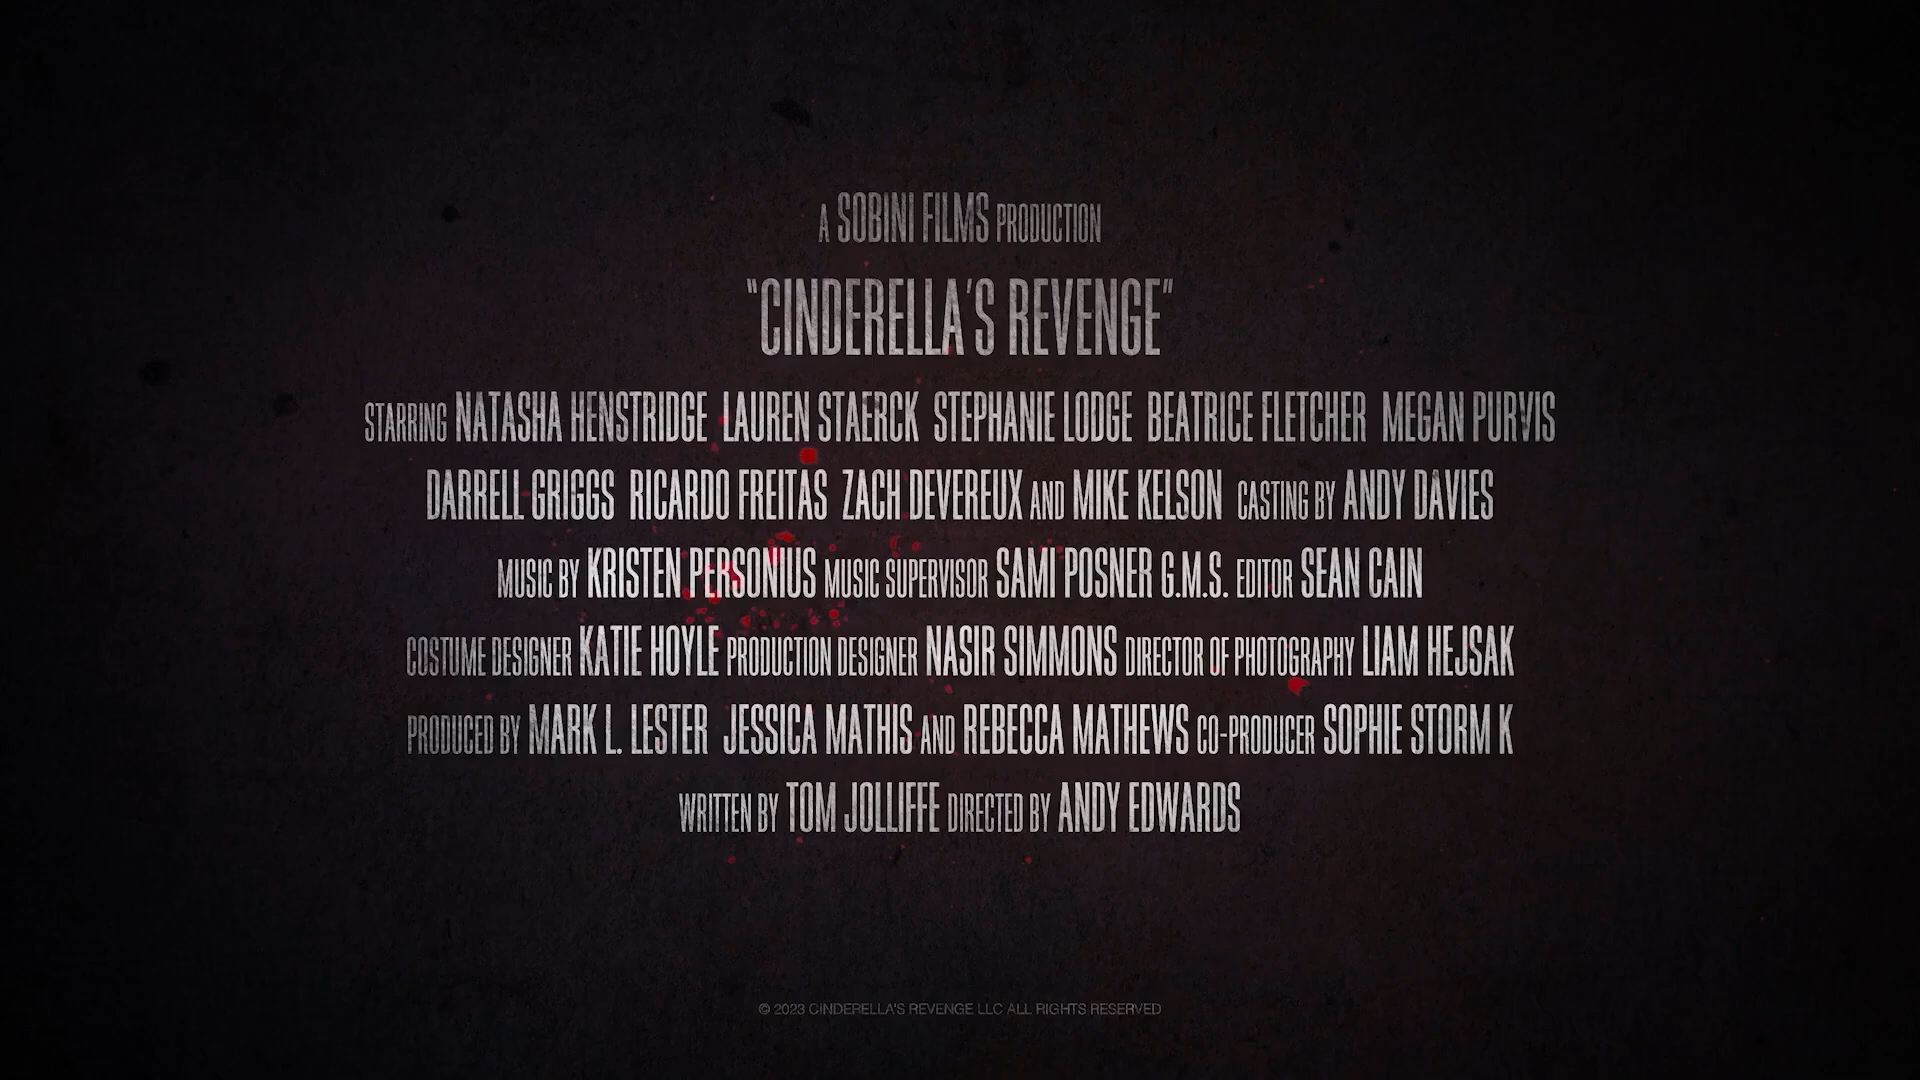 A SOBINI FILMS PRODUCTION
"CINDERELLA'S REVENGE"
STARRING NATASHA HENSTRIDGE LAUREN STAERCK STEPHANIE LODGE BEATRICE FLETCHER MEGAN PURVIS
DARRELL GRIGGS RICARDO FREITAS ZACH DEVEREUX AND MIKE KELSON CASTING BY ANDY DAVIES
MUSIC BY KRISTEN PERSONIUS MUSIC SUPERVISOR SAMI POSNER G.M.S. EDITOR SEAN CAIN
COSTUME DESIGNER KATIE HOYLE PRODUCTION DESIGNER NASIR SIMMONS DIRECTOR OF PHOTOGRAPHY LIAM HEJSAK
PRODUCED BY MARK L. LESTER JESSICA MATHIS AND REBECCA MATHEWS CO-PRODUCER SOPHIE STORM K
WRITTEN BY TOM JOLLIFFE DIRECTED BY ANDY EDWARDS
© 2023 CINDERELLA'S REVENGE LLC ALL RIGHTS RESERVED